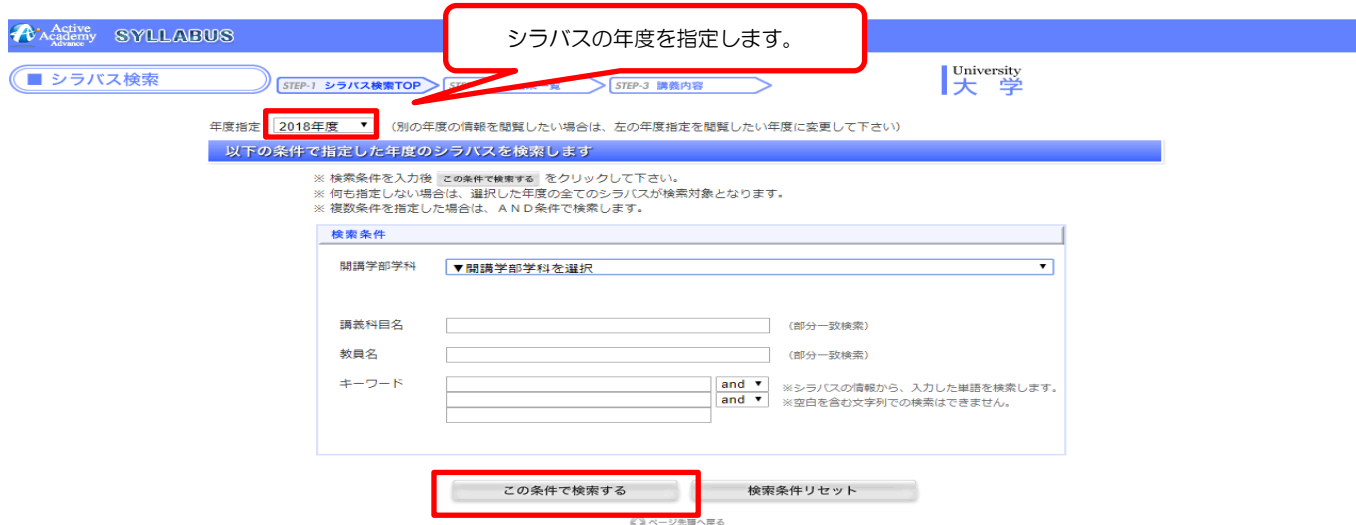 Active
Academy
Advance
SYLLABUS
シラバスの年度を指定します。
■ シラバス検索
STEP-1 シラバス検索TOP
STEP-3 講義内容
University
大 学
年度指定 2018年度 ▼ (別の年度の情報を閲覧したい場合は、左の年度指定を閲覧したい年度に変更して下さい)
以下の条件で指定した年度のシラバスを検索します
※ 検索条件を入力後 この条件で検索する をクリックして下さい。
※ 何も指定しない場合は、選択した年度の全てのシラバスが検索対象となります。
※ 複数条件を指定した場合は、AND条件で検索します。
検索条件
開講学部学科 ▼開講学部学科を選択 ▼
講義科目名 (部分一致検索)
教員名 (部分一致検索)
キーワード and ▼ ※シラバスの情報から、入力した単語を検索します。
and ▼ ※空白を含む文字列での検索はできません。
この条件で検索する 検索条件リセット
ページ先頭へ戻る